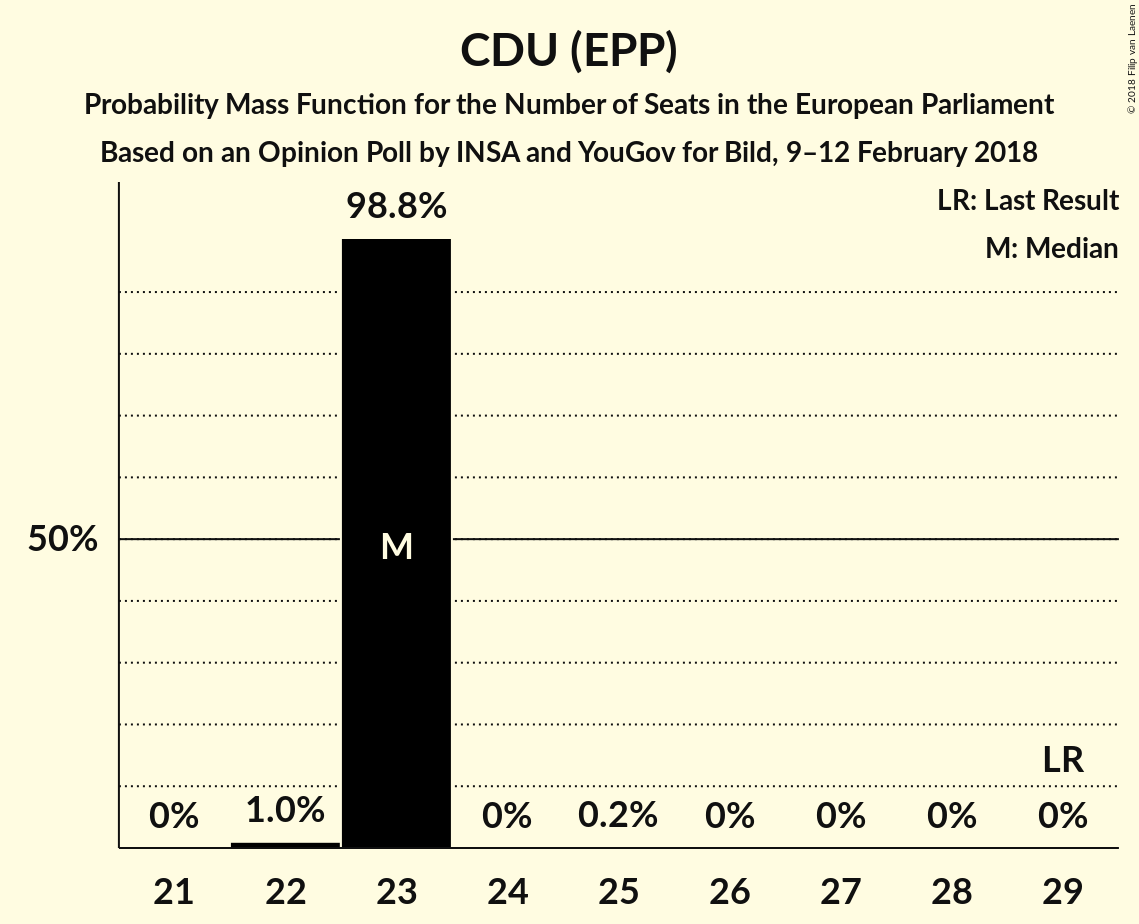 CDU (EPP)
Probability Mass Function for the Number of Seats in the European Parliament
Based on an Opinion Poll by INSA and YouGov for Bild, 9–12 February 2018
© 2018 Filip van Laenen
LR: Last Result
M: Median
98.8%
50%
M
LR
0%
1.0%
0%
0.2%
0%
0%
0%
0%
21
22
23
24
25
26
27
28
29